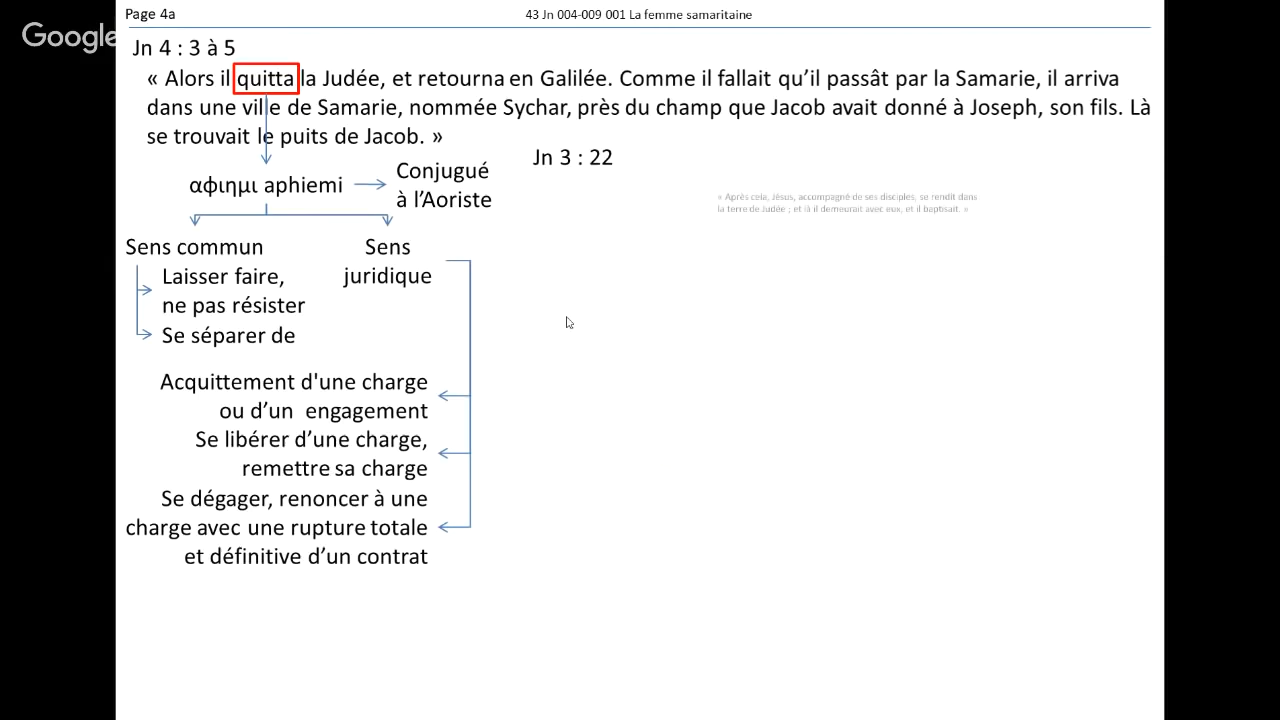 Google
Page 4a
43 Jn 004-009 001 La femme samaritaine
Jn 4 : 3 à 5
« Alors il quitta la Judée, et retourna en Galilée. Comme il fallait qu’il passât par la Samarie, il arriva
dans une ville de Samarie, nommée Sychar, près du champ que Jacob avait donné à Joseph, son fils. Là
se trouvait le puits de Jacob. »
Jn 3 : 22
« Après cela, Jésus, accompagné de ses disciples, se rendit dans
la terre de Judée ; et là il demeurait avec eux, et il baptisait. »
αφιημι aphiemi
Conjugué
à l’Aoriste
Sens commun
Laisser faire,
ne pas résister
Se séparer de
Sens
juridique
Acquittement d'une charge
ou d’un engagement
Se libérer d’une charge,
remettre sa charge
Se dégager, renoncer à une
charge avec une rupture totale
et définitive d’un contrat